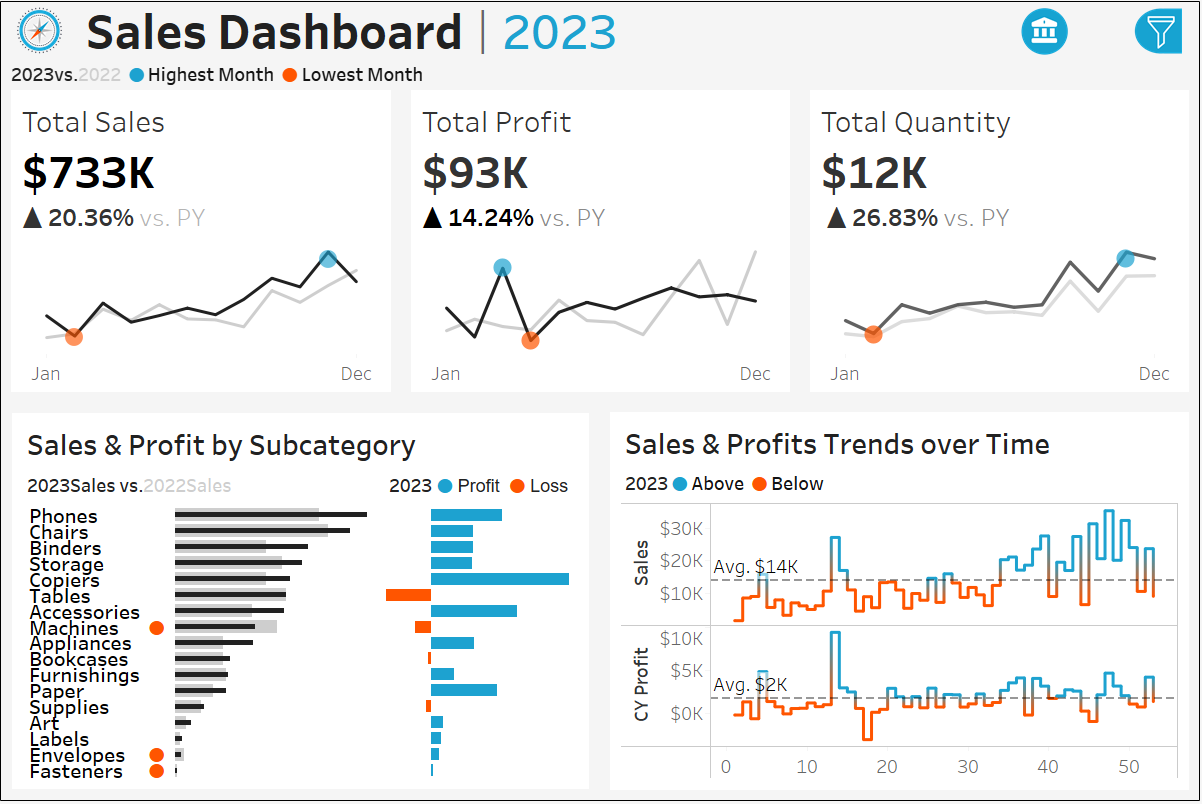 Sales Dashboard | 2023
2023vs.2022 Highest Month Lowest Month
Total Sales
$733K
▲ 20.36% vs. PY
Jan Dec
Total Profit
$93K
▲ 14.24% vs. PY
Jan Dec
Total Quantity
$12K
▲ 26.83% vs. PY
Jan Dec
Sales & Profit by Subcategory
2023Sales vs.2022Sales
2023 Profit Loss
Phones
Chairs
Binders
Storage
Copiers
Tables
Accessories
Machines
Appliances
Bookcases
Furnishings
Paper
Supplies
Art
Labels
Envelopes
Fasteners
Sales & Profits Trends over Time
2023 Above Below
Sales
$30K
$20K
$10K
Avg. $14K
CY Profit
$10K
$5K
$0K
Avg. $2K
0 10 20 30 40 50